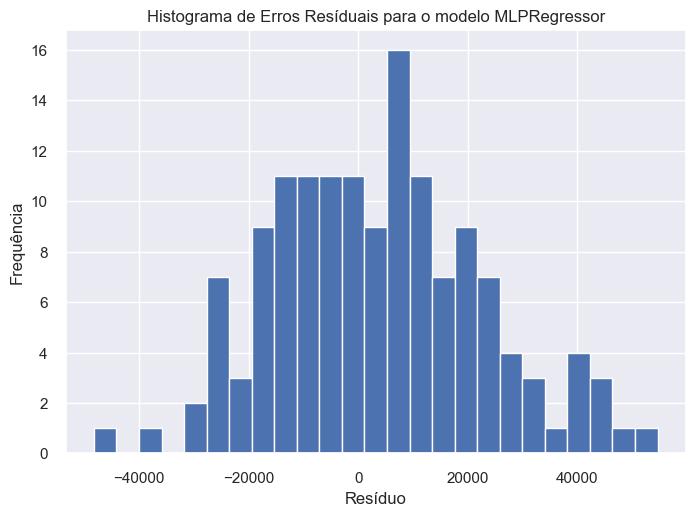 Histograma de Erros Resíduais para o modelo MLPRegressor
16
14
12
10
8
6
4
2
0
Frequência
−40000 −20000 0 20000 40000
Resíduo